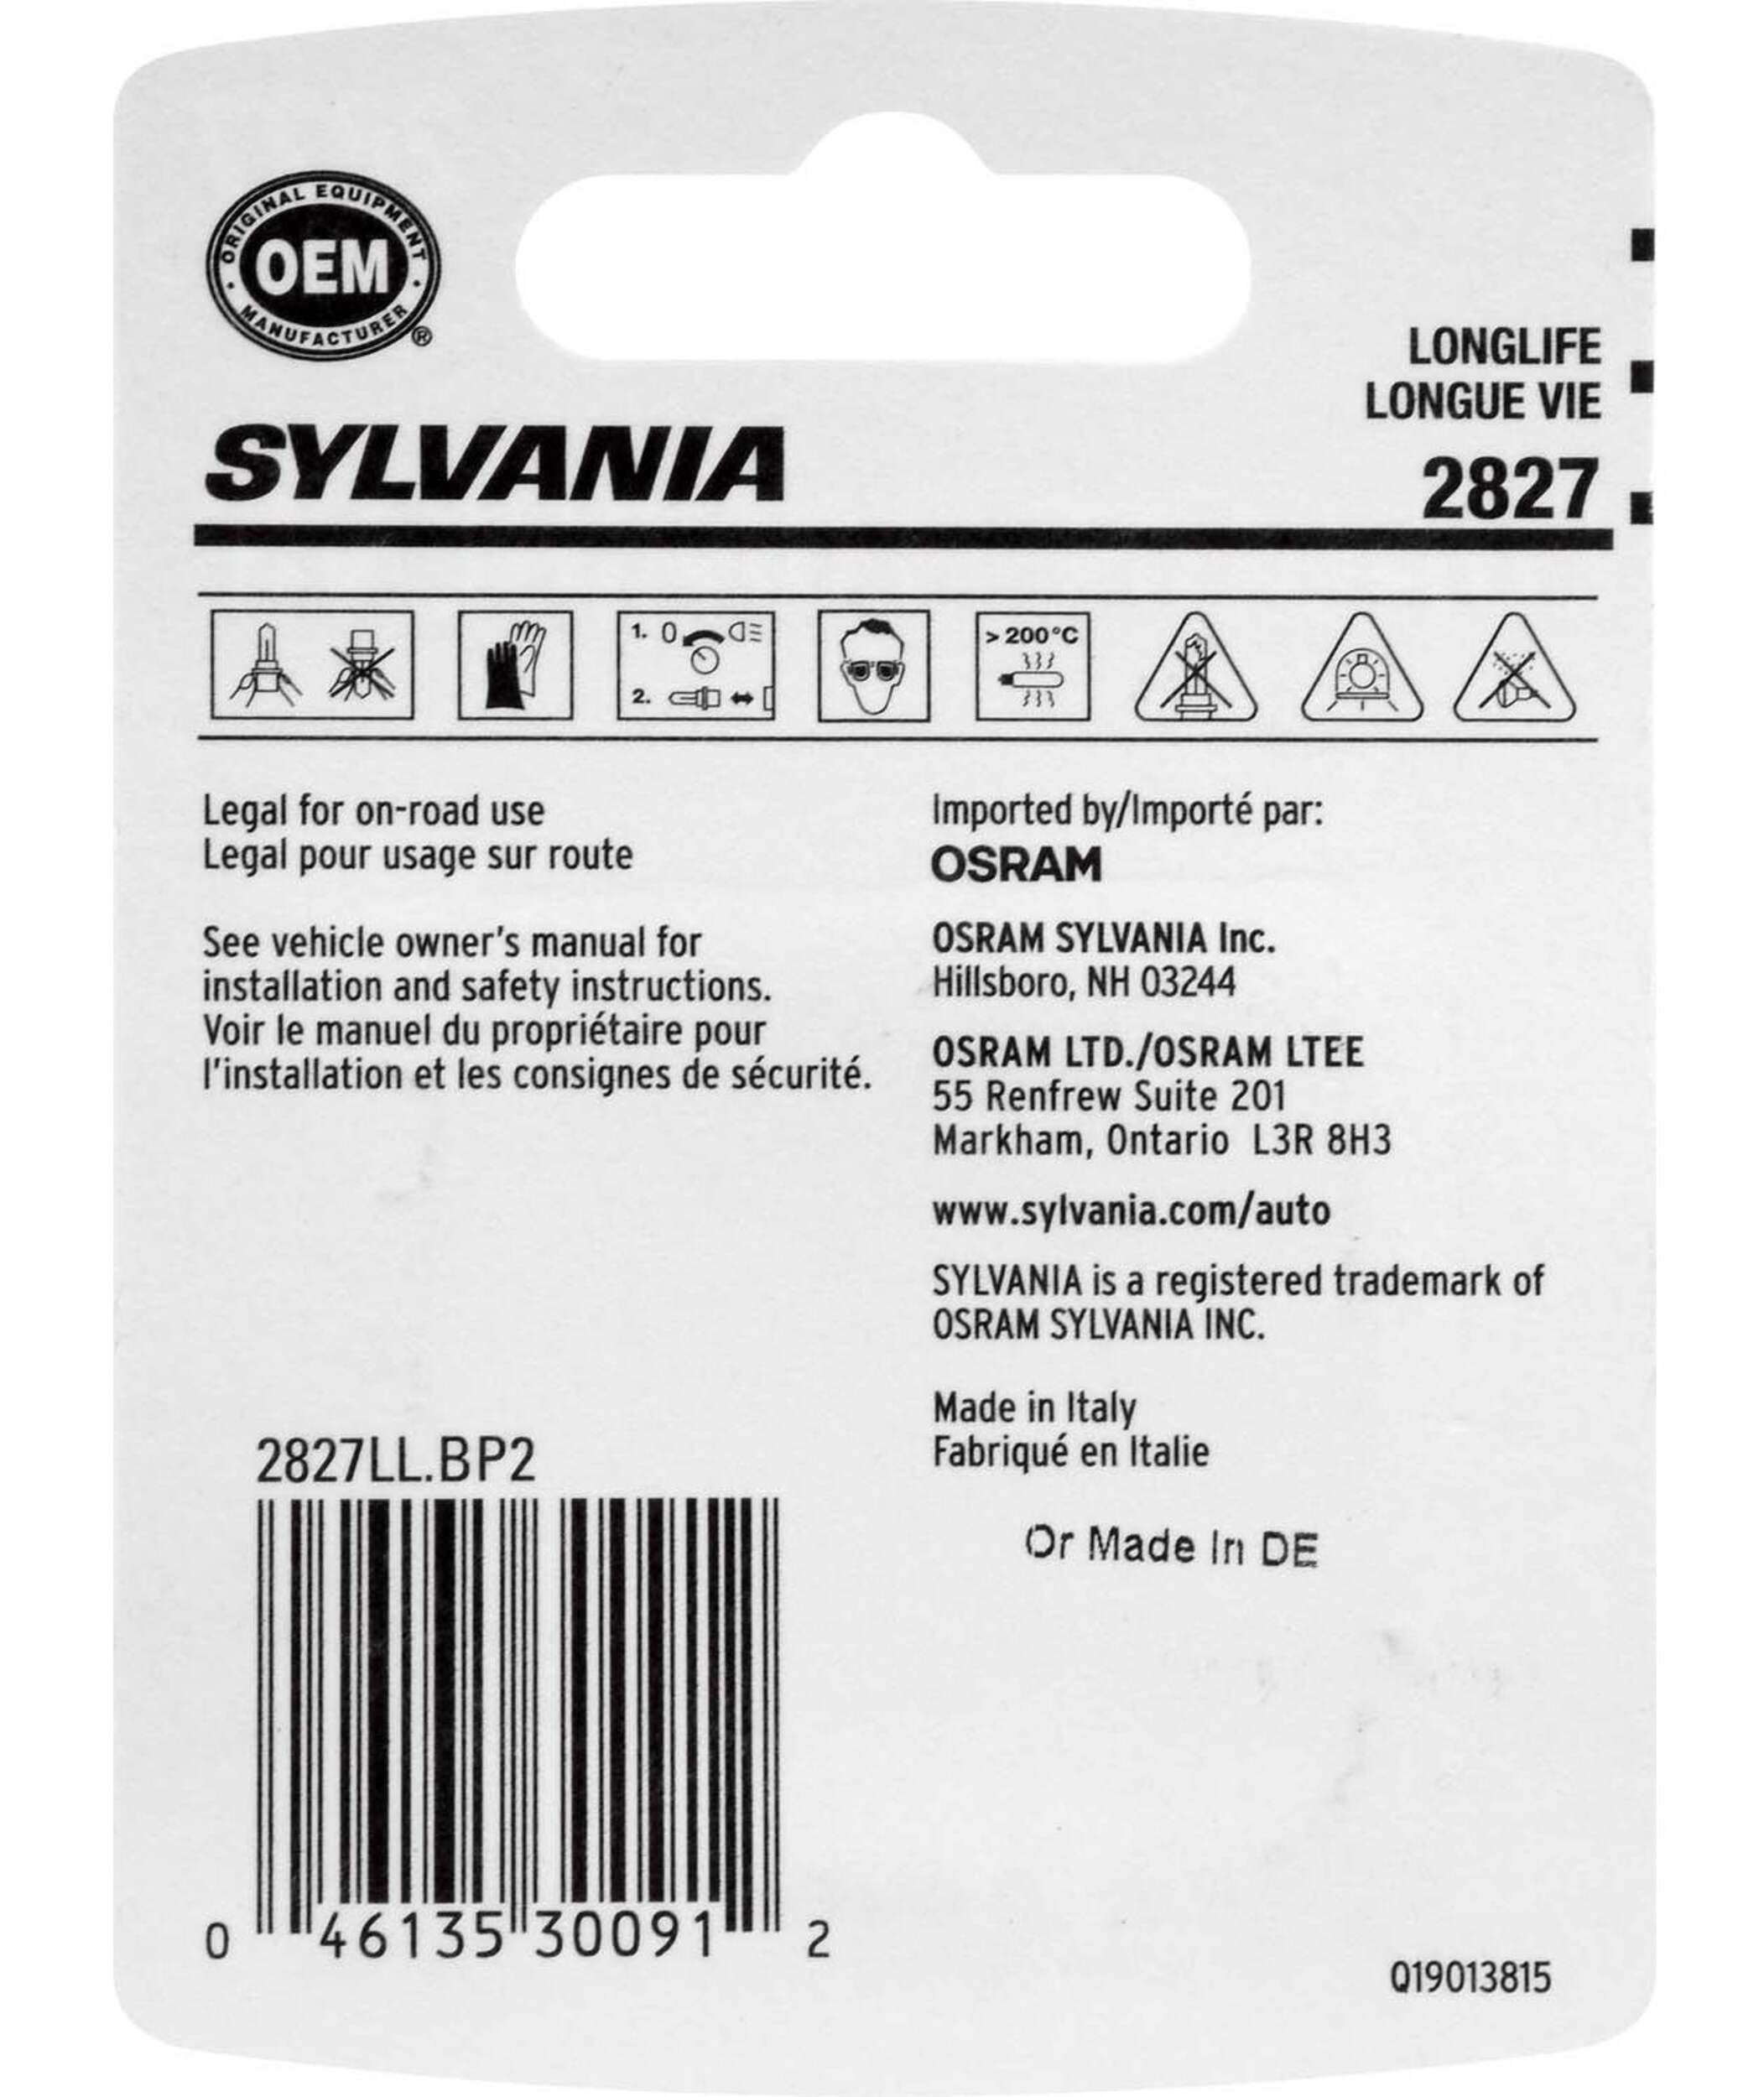 ORIGINAL EQUIPMENT
OEM
MANUFACTURER ®
LONGLIFE
LONGUE VIE
SYLVANIA
2827
1. 0
2.
> 200°C
Legal for on-road use
Legal pour usage sur route
See vehicle owner's manual for
installation and safety instructions.
Voir le manuel du propriétaire pour
l'installation et les consignes de sécurité.
Imported by/Importé par:
OSRAM
OSRAM SYLVANIA Inc.
Hillsboro, NH 03244
OSRAM LTD./OSRAM LTEE
55 Renfrew Suite 201
Markham, Ontario L3R 8H3
www.sylvania.com/auto
SYLVANIA is a registered trademark of
OSRAM SYLVANIA INC.
Made in Italy
Fabriqué en Italie
Or Made In DE
2827LL.BP2
0 46135 30091 2
Q19013815